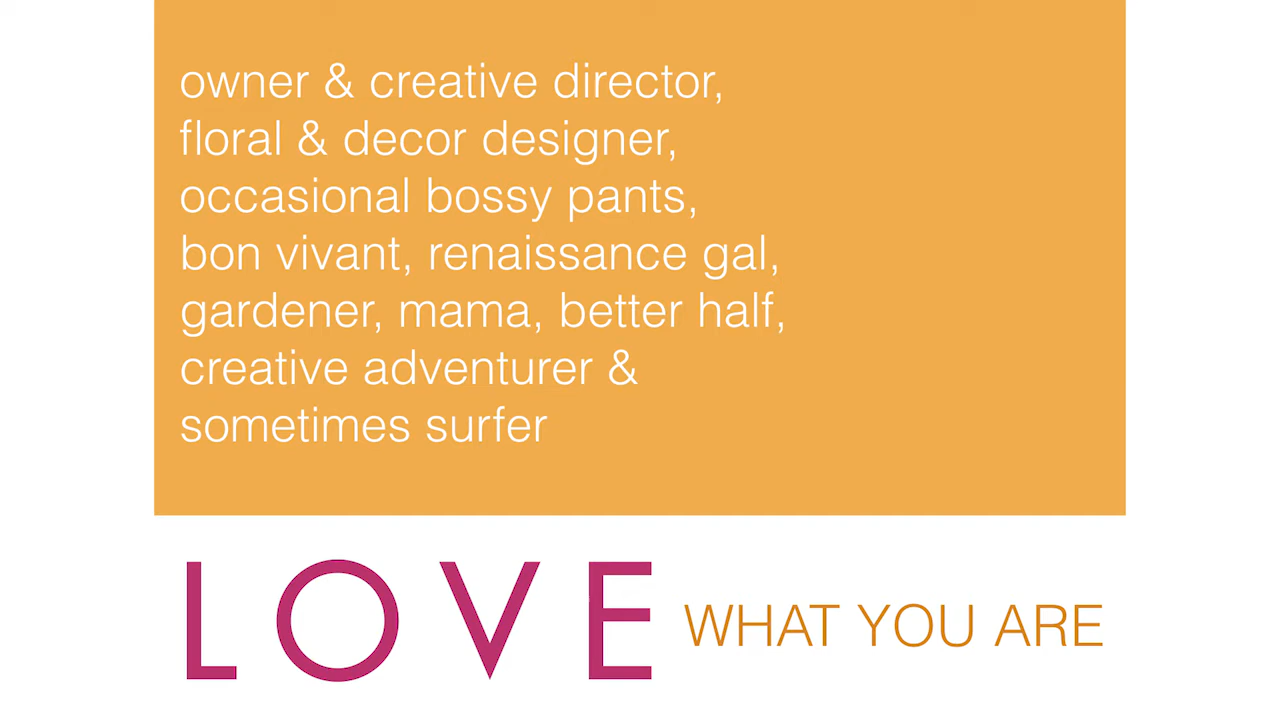 owner & creative director,
floral & decor designer,
occasional bossy pants,
bon vivant, renaissance gal,
gardener, mama, better half,
creative adventurer &
sometimes surfer
LOVE WHAT YOU ARE